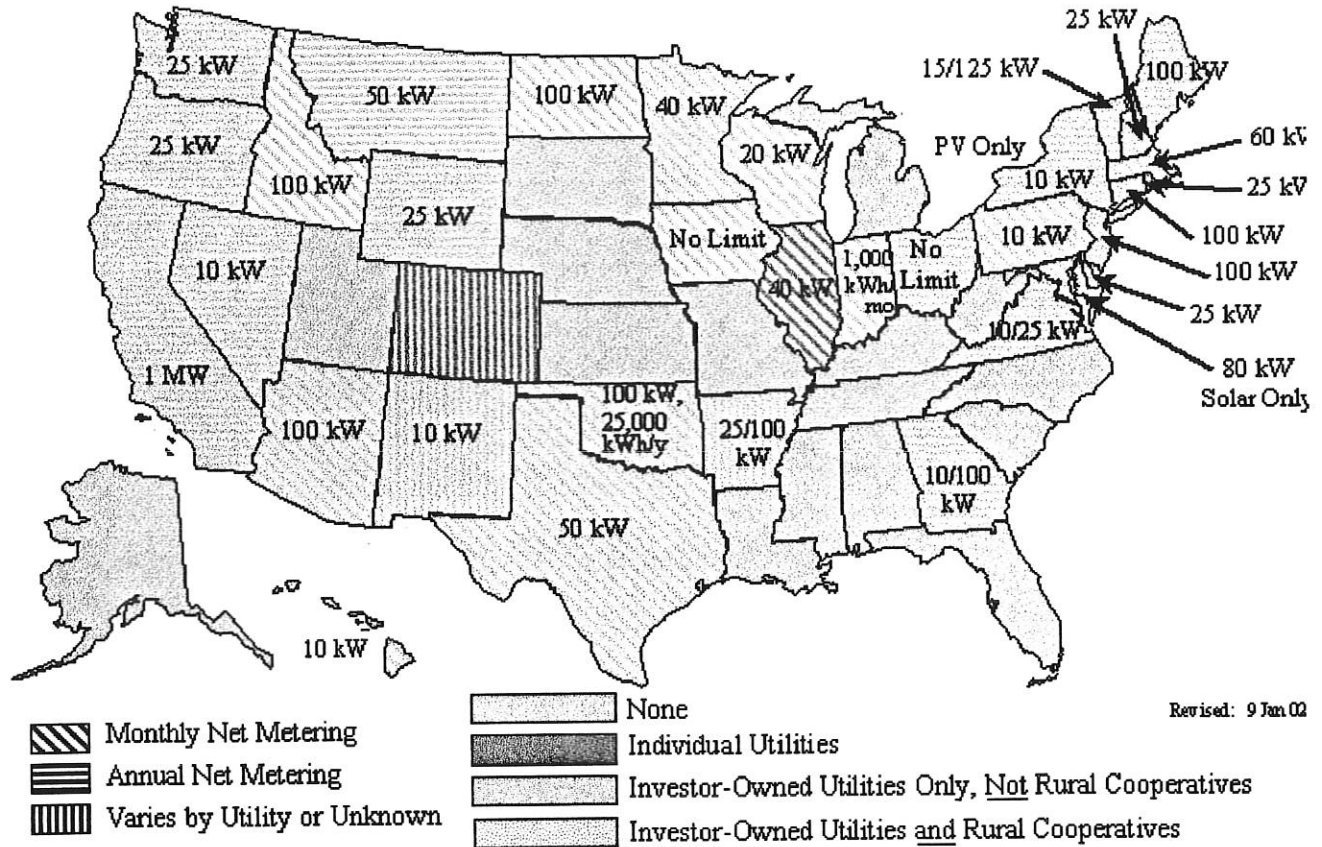 25 kW
15/125 kW
100 kW
25 kW
50 kW
100 kW
40 kW
60 kW
25 kW
20 kW
PV Only
100 kW
25 kW
10 kW
25 kW
No Limit
10 kW
100 kW
10 kW
40 kW
1,000
kWh/
mo
No
Limit
100 kW
25 kW
10/25 kW
80 kW
Solar Only
1 MW
100 kW
10 kW
100 kW,
25,000
kWh/y
25/100
kW
10/100
kW
50 kW
10 kW
Monthly Net Metering
Annual Net Metering
Varies by Utility or Unknown
None
Individual Utilities
Investor-Owned Utilities Only, Not Rural Cooperatives
Investor-Owned Utilities and Rural Cooperatives
Revised: 9 Jan 02